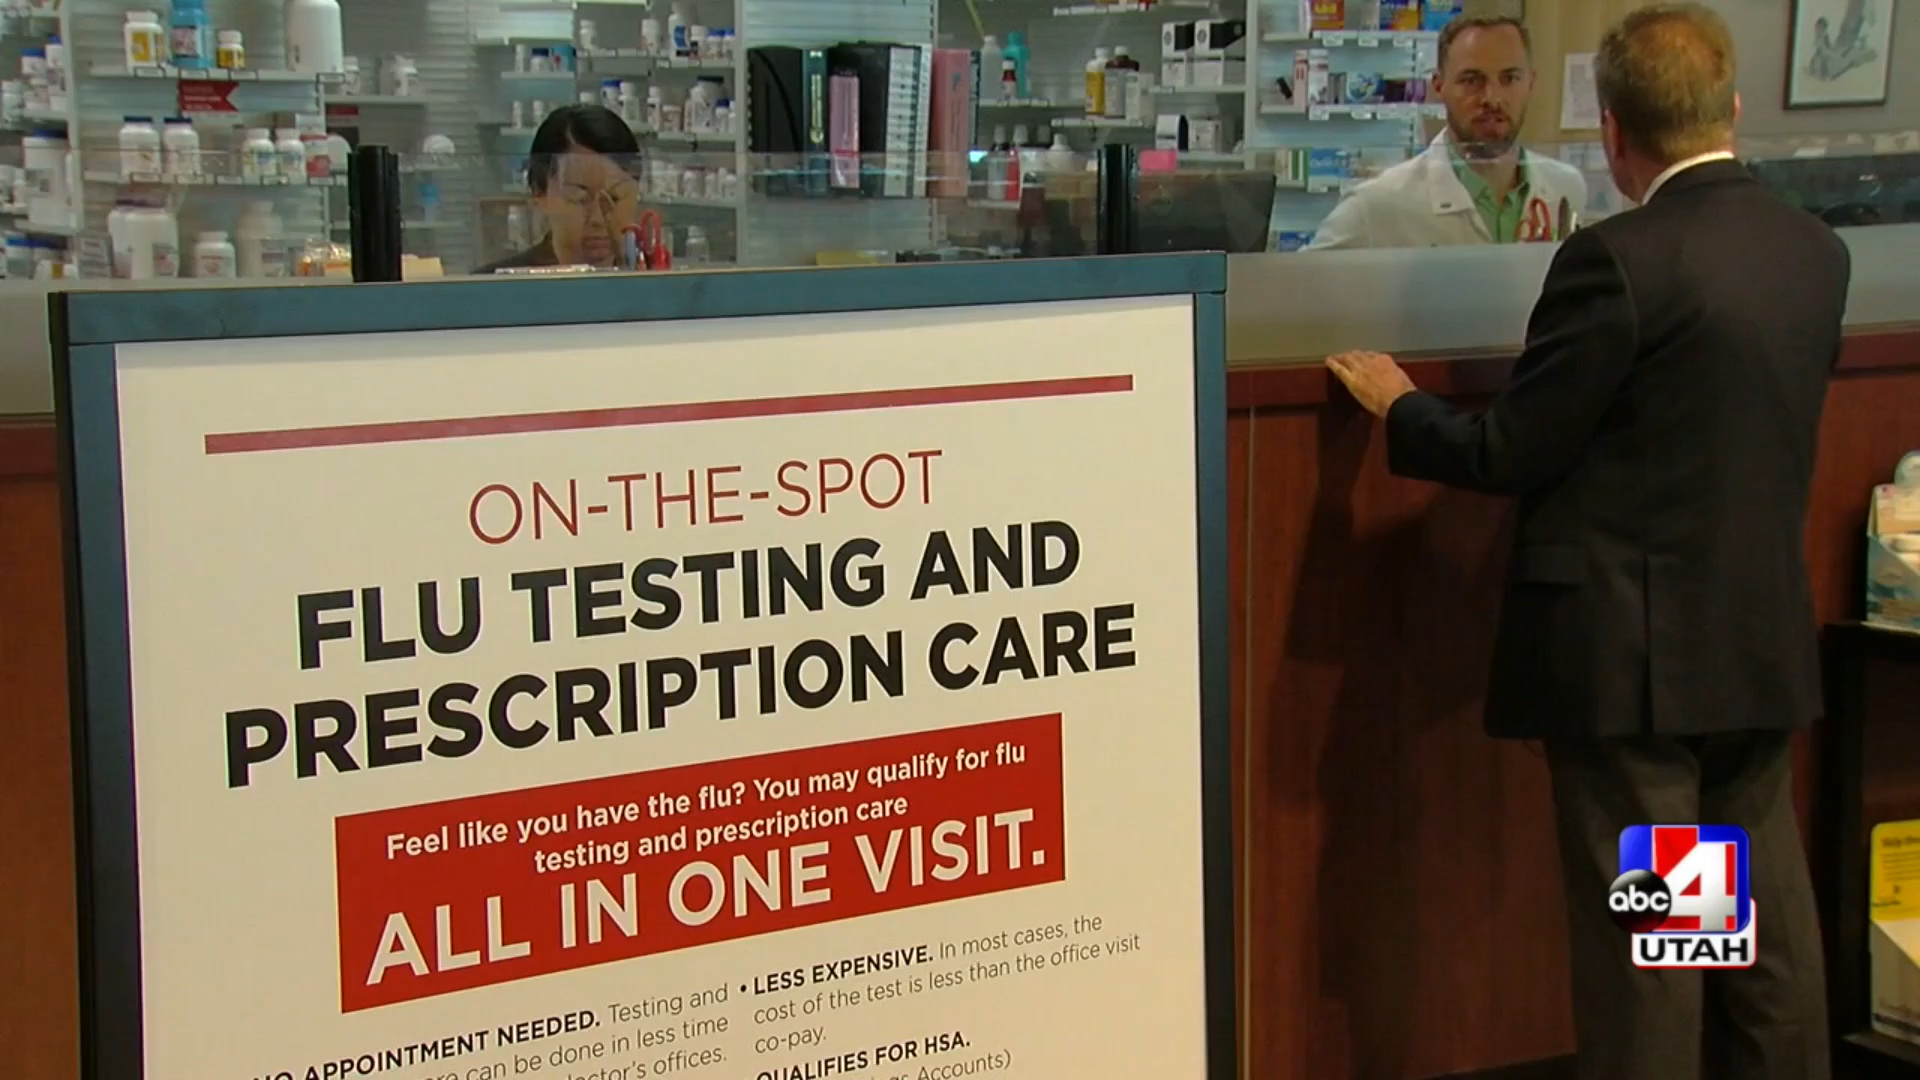 ON-THE-SPOT
FLU TESTING AND
PRESCRIPTION CARE
Feel like you have the flu? You may qualify for flu
testing and prescription care
ALL IN ONE VISIT.
APPOINTMENT NEEDED. Testing and
can be done in less time
offices.
• LESS EXPENSIVE. In most cases, the
cost of the test is less than the office visit
co-pay.
QUALIFIES FOR HSA.
Accounts)
abc 4
UTAH